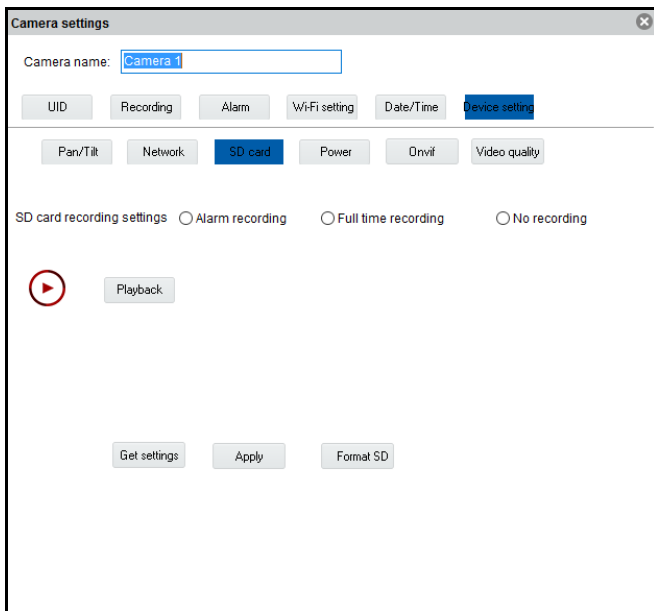 Camera settings
Camera name: Camera 1
UID Recording Alarm Wi-Fi setting Date/Time Device setting
Pan/Tilt Network SD card Power Onvif Video quality
SD card recording settings Alarm recording Full time recording No recording
Playback
Get settings Apply Format SD